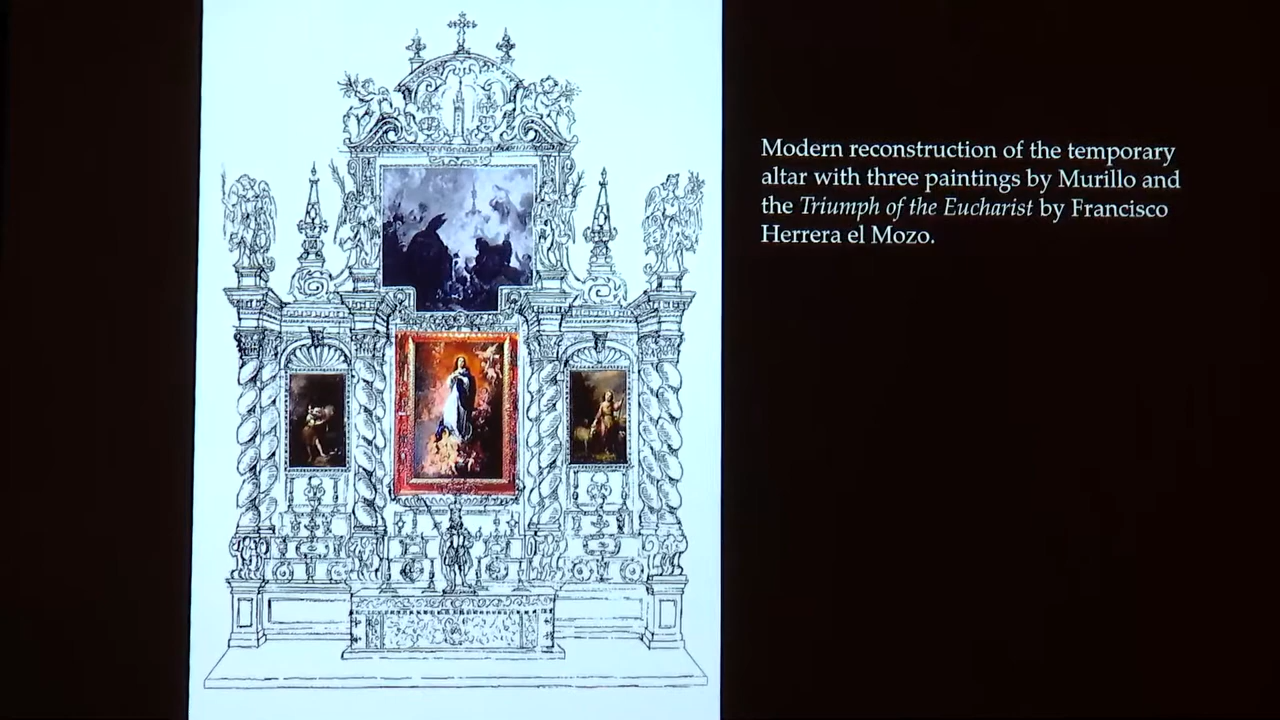 Modern reconstruction of the temporary
altar with three paintings by Murillo and
the Triumph of the Eucharist by Francisco
Herrera el Mozo.